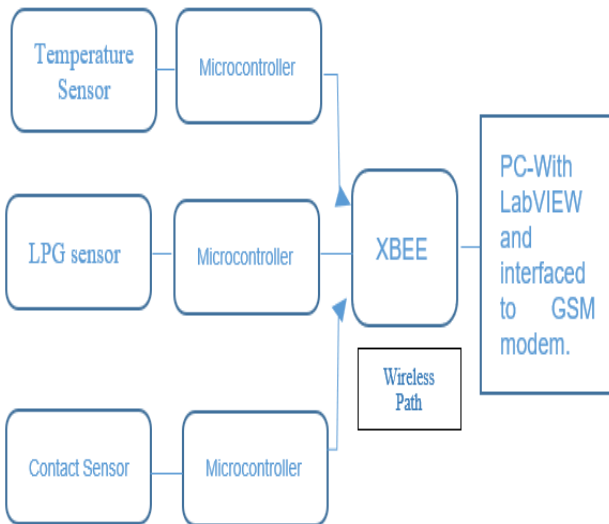 Temperature
Sensor
Microcontroller
LPG sensor
Microcontroller
Contact Sensor
Microcontroller
XBEE
Wireless
Path
PC-With
LabVIEW
and
interfaced
to GSM
modem.